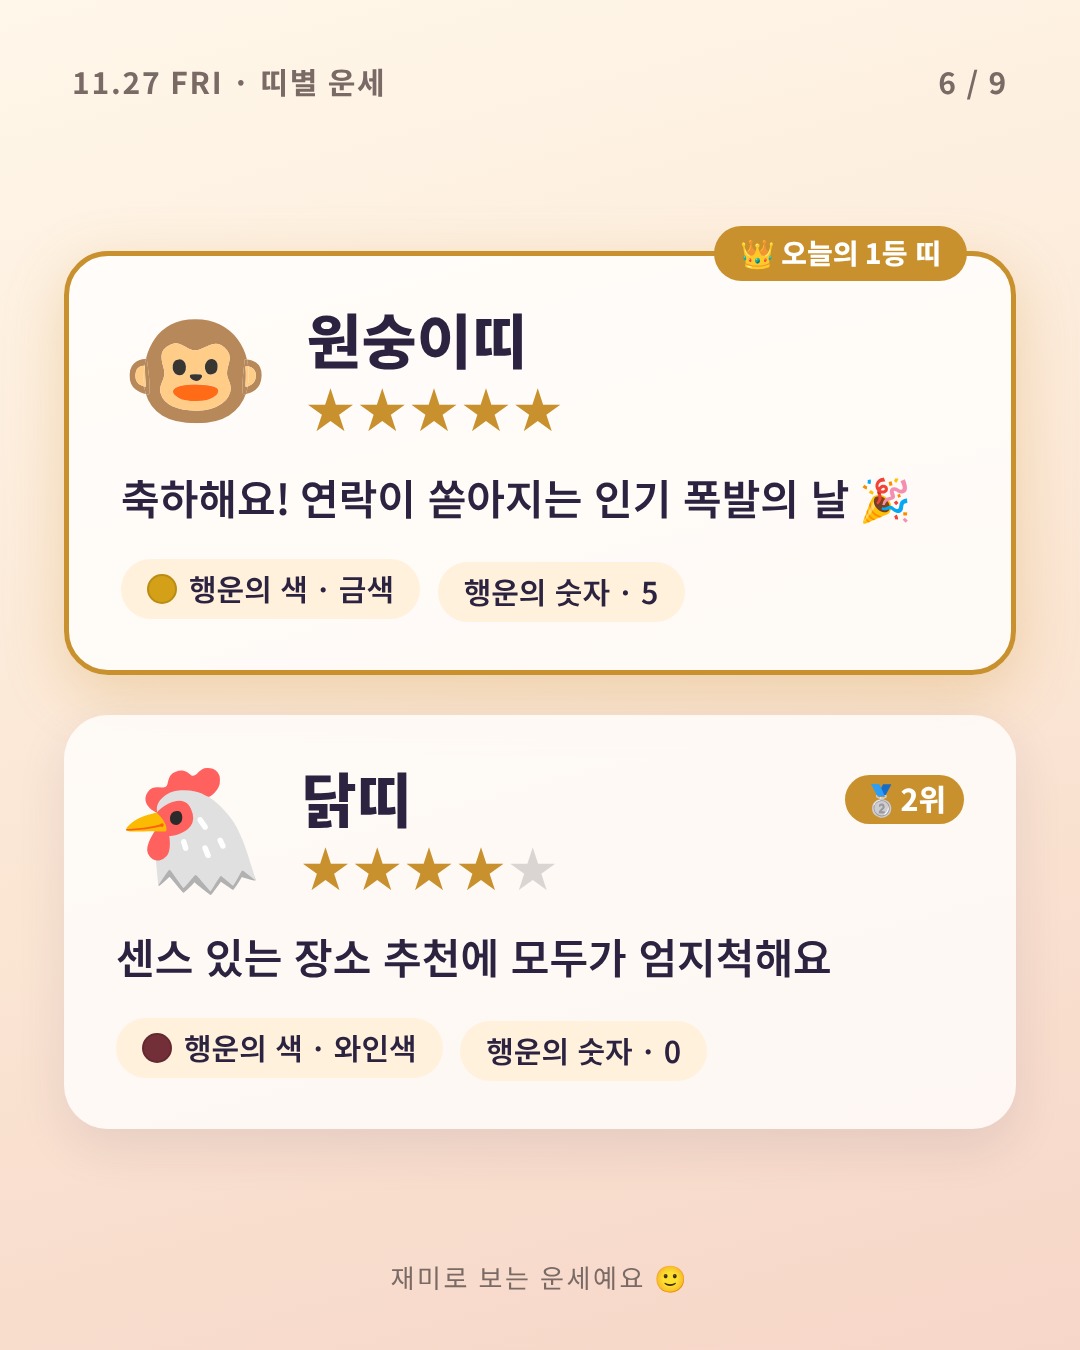 11.27 FRI · 띠별 운세
6 / 9
👑 오늘의 1등 띠
원숭이띠
★★★★★
축하해요! 연락이 쏟아지는 인기 폭발의 날 🎉
행운의 색 · 금색
행운의 숫자 · 5
닭띠
🥈 2위
★★★★★
센스 있는 장소 추천에 모두가 엄지척해요
행운의 색 · 와인색
행운의 숫자 · 0
재미로 보는 운세예요 🙂